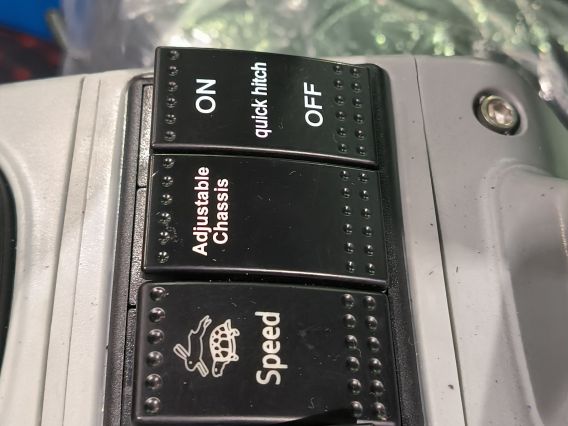 ON
quick hitch
OFF
Adjustable
Chassis
Speed